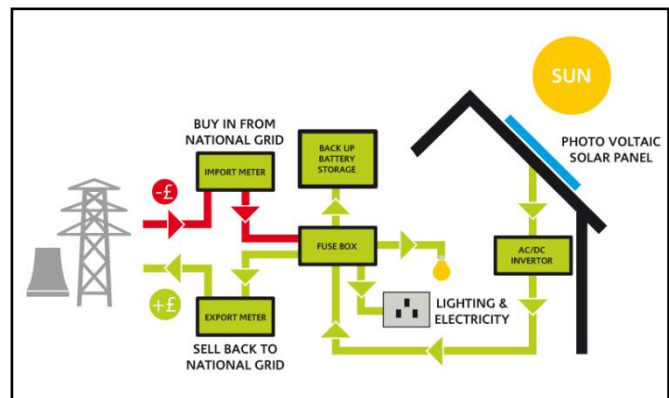 SUN
BUY IN FROM
NATIONAL GRID
IMPORT METER
BACK UP
BATTERY
STORAGE
PHOTO VOLTAIC
SOLAR PANEL
-£
FUSE BOX
AC/DC
INVERTOR
+£
EXPORT METER
LIGHTING &
ELECTRICITY
SELL BACK TO
NATIONAL GRID